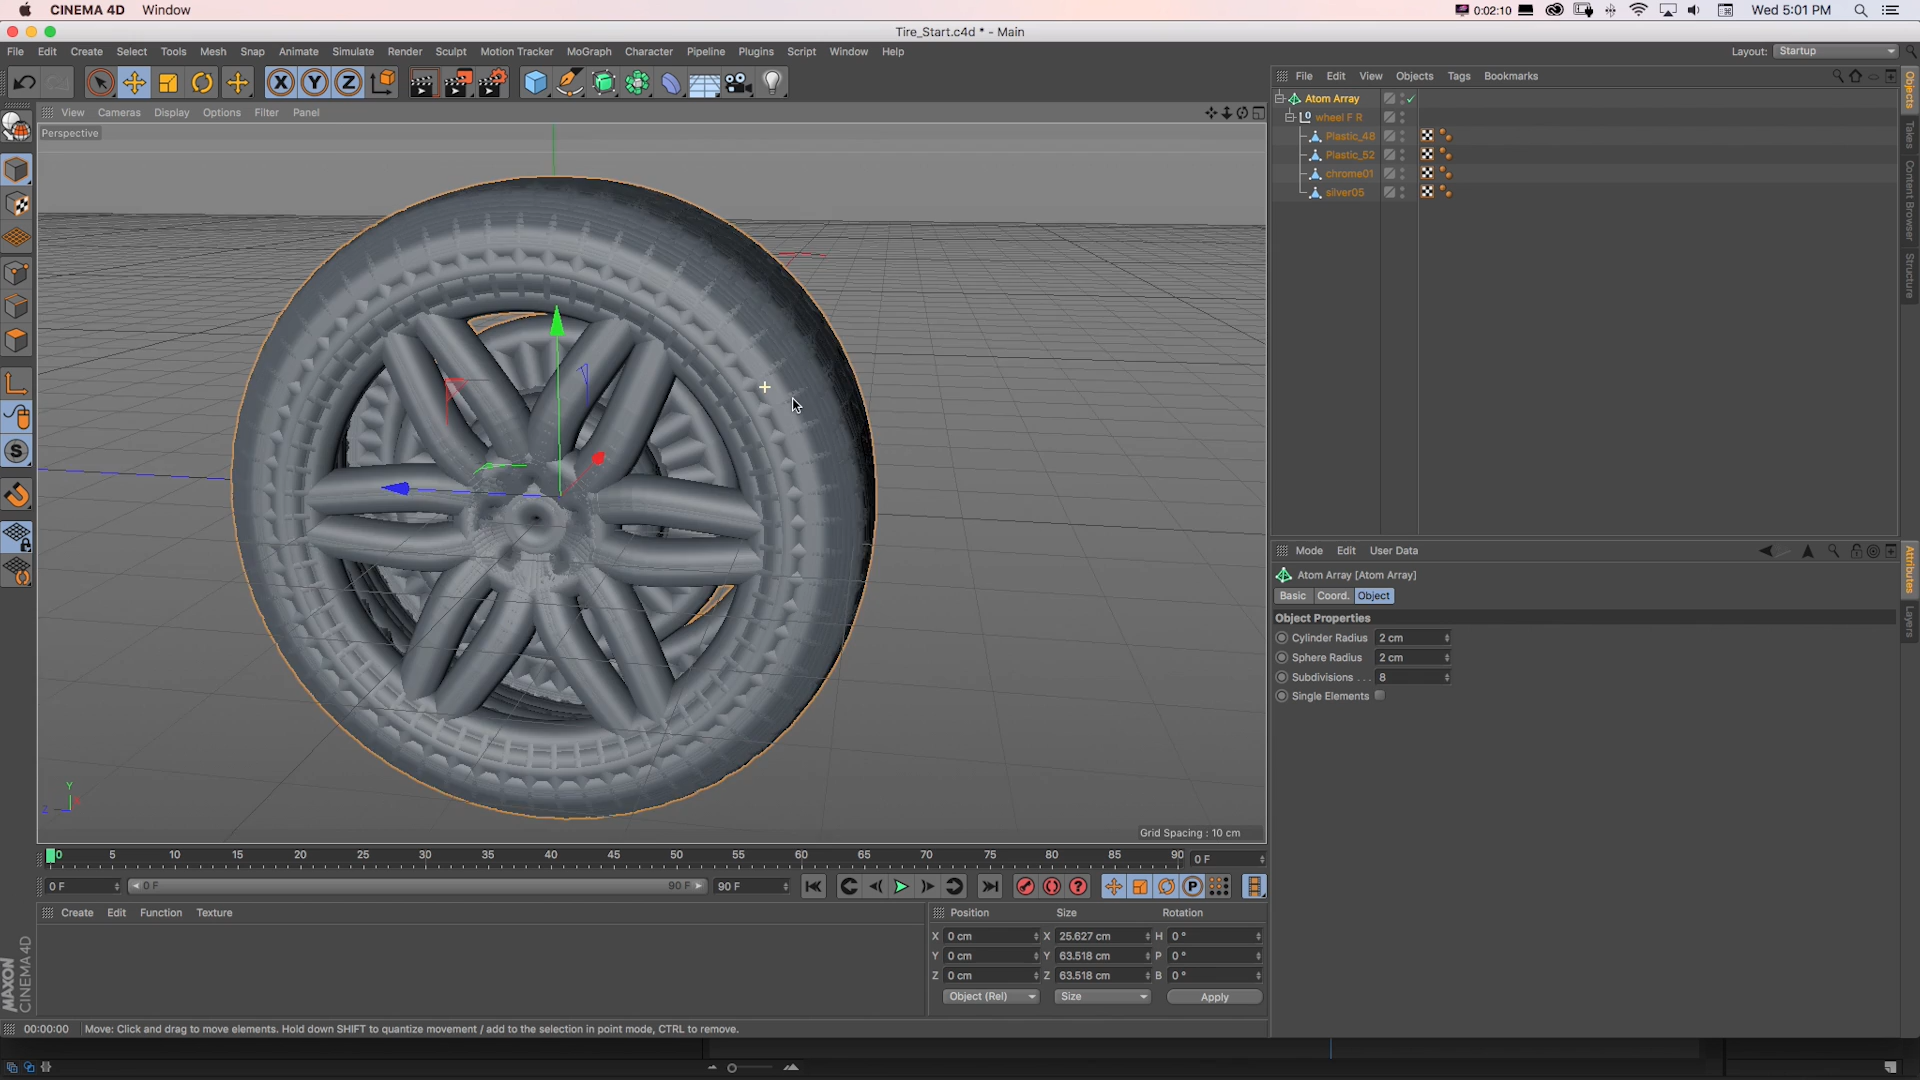 CINEMA 4D Window 0:02:10 Wed 5:01 PM
Tire_Start.c4d * - Main
File Edit Create Select Tools Mesh Snap Animate Simulate Render Sculpt Motion Tracker MoGraph Character Pipeline Plugins Script Window Help Layout: Startup
X Y Z
File Edit View Objects Tags Bookmarks
View Cameras Display Options Filter Panel
Perspective
Atom Array
wheel F R
Plastic_48
Plastic_52
chrome01
silver05
Objects
Takes
Content Browser
Structure
Mode Edit User Data
Atom Array [Atom Array]
Basic Coord. Object
Object Properties
Cylinder Radius 2 cm
Sphere Radius 2 cm
Subdivisions . . . 8
Single Elements
Attributes
Layers
Y
Z X
Grid Spacing : 10 cm
0 5 10 15 20 25 30 35 40 45 50 55 60 65 70 75 80 85 90 0 F
0 F 0 F 90 F 90 F
Create Edit Function Texture
Position Size Rotation
X 0 cm X 25.627 cm H 0 °
Y 0 cm Y 63.518 cm P 0 °
Z 0 cm Z 63.518 cm B 0 °
Object (Rel) Size Apply
MAXON
CINEMA 4D
00:00:00 Move: Click and drag to move elements. Hold down SHIFT to quantize movement / add to the selection in point mode, CTRL to remove.